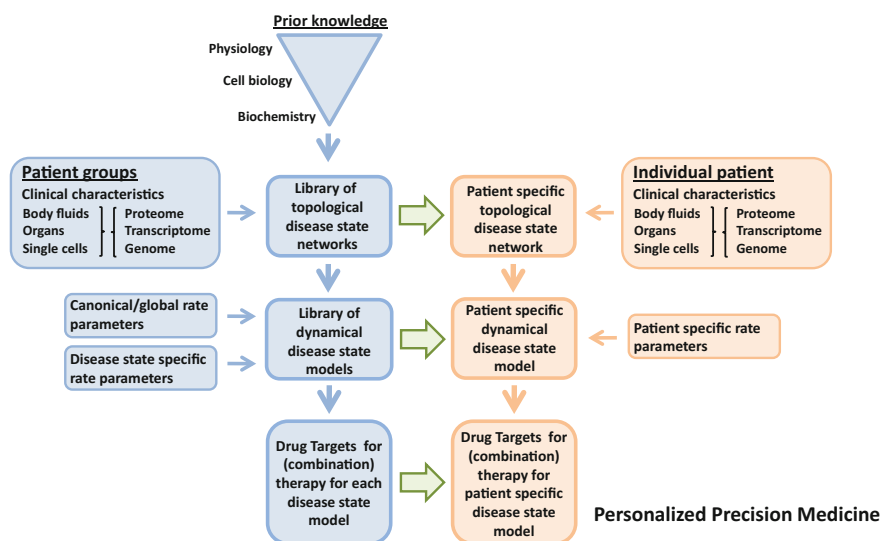 Prior knowledge
Physiology
Cell biology
Biochemistry
Patient groups
Clinical characteristics
Body fluids
Organs
Single cells
Proteome
Transcriptome
Genome
Library of
topological
disease state
networks
Patient specific
topological
disease state
network
Individual patient
Clinical characteristics
Body fluids
Organs
Single cells
Proteome
Transcriptome
Genome
Canonical/global rate
parameters
Disease state specific
rate parameters
Library of
dynamical
disease state
models
Patient specific
dynamical
disease state
model
Patient specific rate
parameters
Drug Targets for
(combination)
therapy for each
disease state
model
Drug Targets for
(combination)
therapy for
patient specific
disease state
model
Personalized Precision Medicine